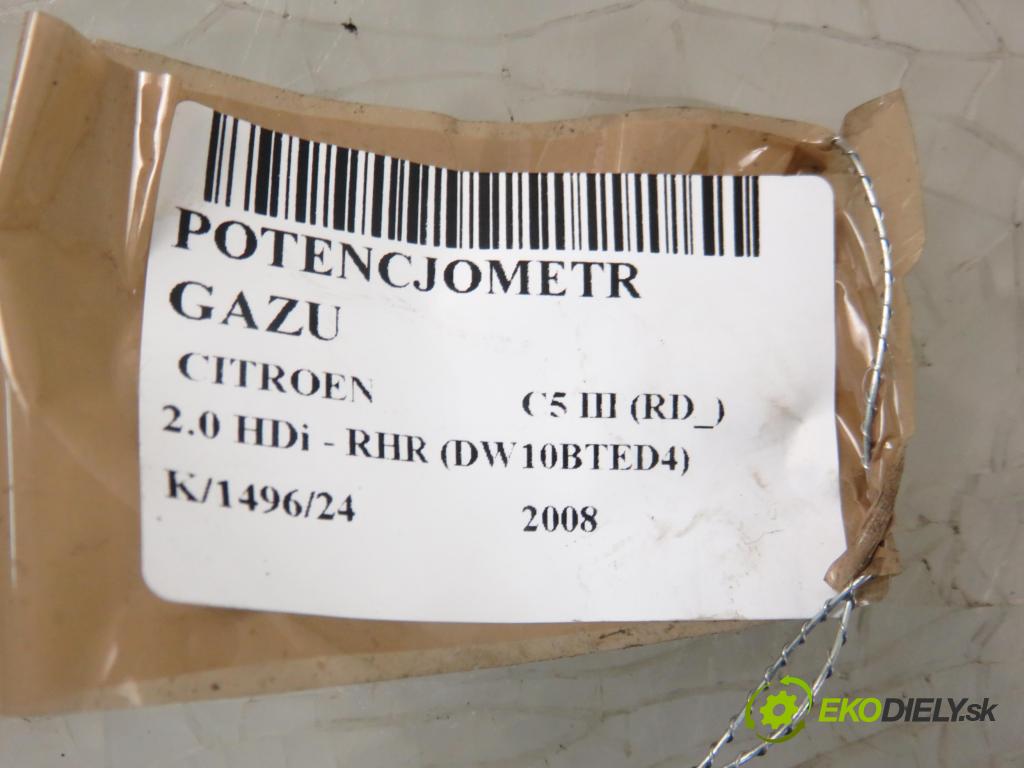 POTENCJOMETR
GAZU
CITROEN C5 III (RD_)
2.0 HDi - RHR (DW10BTED4)
K/1496/24 2008
EKODIELY.sk